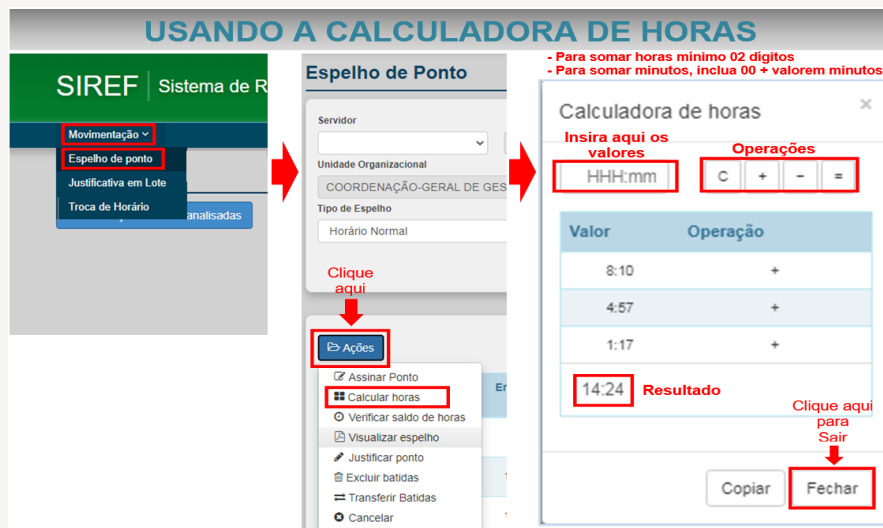 USANDO A CALCULADORA DE HORAS
SIREF Sistema de R
Movimentação
Espelho de ponto
Justificativa em Lote
Troca de Horário
analisadas
Espelho de Ponto
Servidor
Unidade Organizacional
COORDENAÇÃO-GERAL DE GES
Tipo de Espelho
Horário Normal
Clique
aqui
Ações
Assinar Ponto
Calcular horas
Verificar saldo de horas
Visualizar espelho
Justificar ponto
Excluir batidas
Transferir Batidas
Cancelar
En
- Para somar horas minimo 02 digitos
- Para somar minutos, inclua 00 + valorem minutos
Calculadora de horas ×
Insira aqui os
valores
Operações
HHH:mm C + - =
Valor Operação
8:10 +
4:57 +
1:17 +
14:24 Resultado
Clique aqui
para
Sair
Copiar Fechar